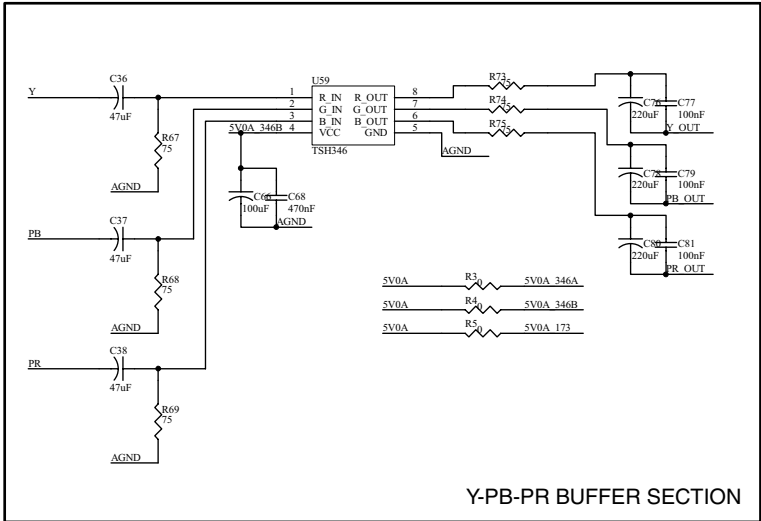 C36
Y
47uF
R67
75
AGND
U59
1 R_IN R_OUT 8
2 G_IN G_OUT 7
3 B_IN B_OUT 6
5V0A_346B 4 VCC GND 5
TSH346
AGND
R73
75
R74
75
R75
75
C76
220uF
C77
100nF
Y_OUT
C78
220uF
C79
100nF
PB_OUT
C80
220uF
C81
100nF
PR_OUT
C66
100uF
C68
470nF
AGND
C37
PB
47uF
R68
75
AGND
5V0A R3 0 5V0A_346A
5V0A R4 0 5V0A_346B
5V0A R5 0 5V0A_173
C38
PR
47uF
R69
75
AGND
Y-PB-PR BUFFER SECTION